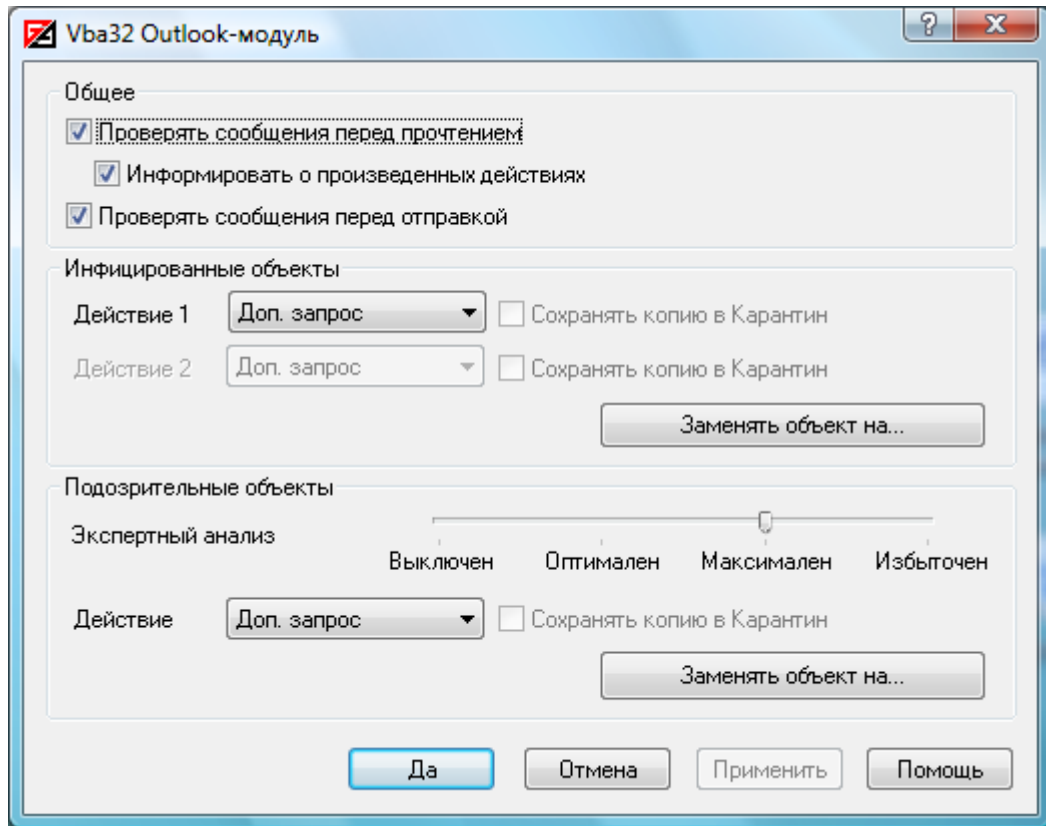 Vba32 Outlook-модуль
Общее
Проверять сообщения перед прочтением
Информировать о произведенных действиях
Проверять сообщения перед отправкой
Инфицированные объекты
Действие 1 Доп. запрос Сохранять копию в Карантин
Действие 2 Доп. запрос Сохранять копию в Карантин
Заменять объект на...
Подозрительные объекты
Экспертный анализ
Выключен Оптимален Максимален Избыточен
Действие Доп. запрос Сохранять копию в Карантин
Заменять объект на...
Да Отмена Применить Помощь